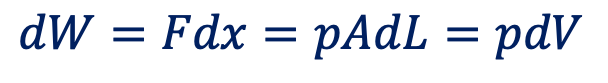 dW = Fdx = pAdL = pdV